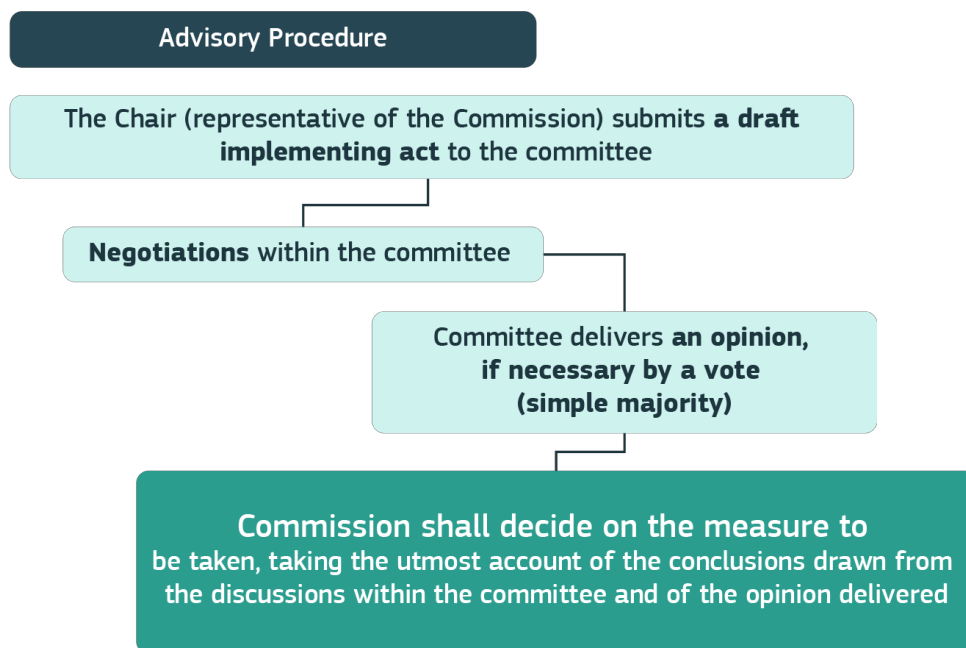 Advisory Procedure
The Chair (representative of the Commission) submits a draft
implementing act to the committee
Negotiations within the committee
Committee delivers an opinion,
if necessary by a vote
(simple majority)
Commission shall decide on the measure to
be taken, taking the utmost account of the conclusions drawn from
the discussions within the committee and of the opinion delivered